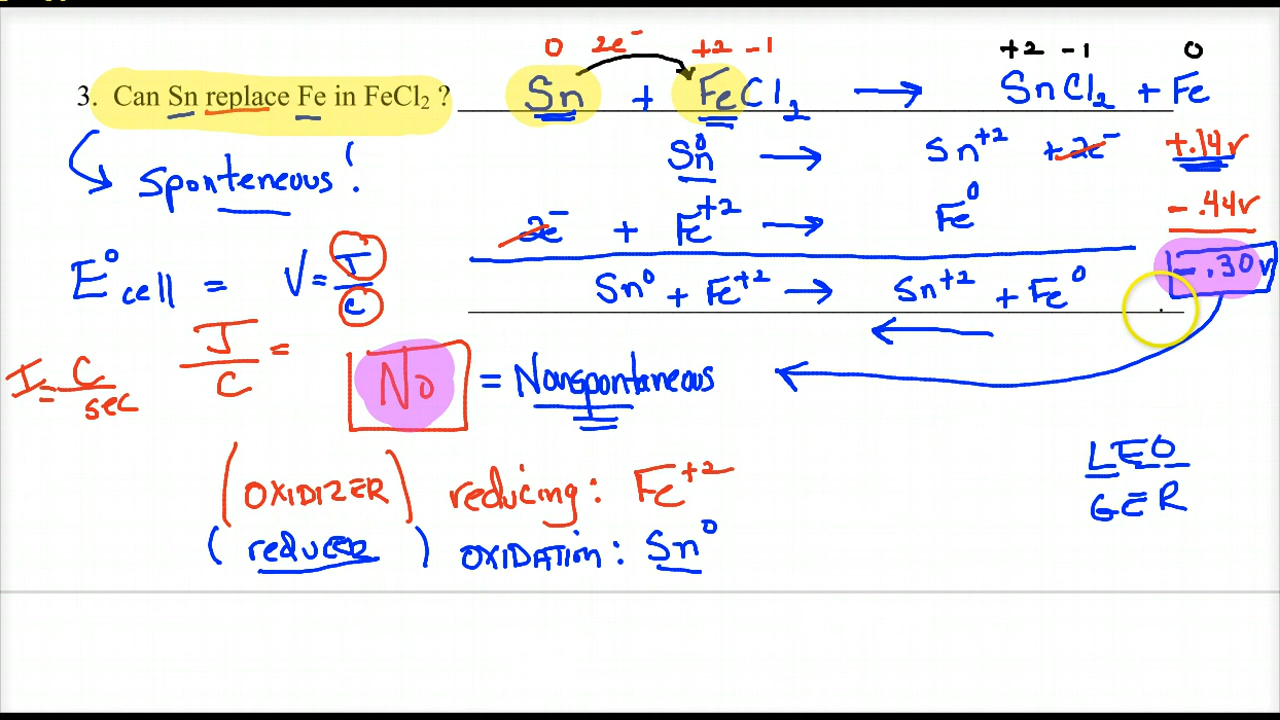 0 2e⁻ +2 -1 +2 -1 0
3. Can Sn replace Fe in FeCl₂ ? Sn + FeCl₂ → SnCl₂ + Fe
Sn⁰ → Sn⁺² + 2e⁻ +.14v
Sponteneous !
2e⁻ + Fe⁺² → Fe⁰ -.44v
E⁰cell = V = J/C
Sn⁰ + Fe⁺² → Sn⁺² + Fe⁰ -.30v
←
I = C/sec J/C = No = Nonspontaneous
LEO
GER
(OXIDIZER) reducing : Fe⁺²
(reducer) OXIDATION : Sn⁰